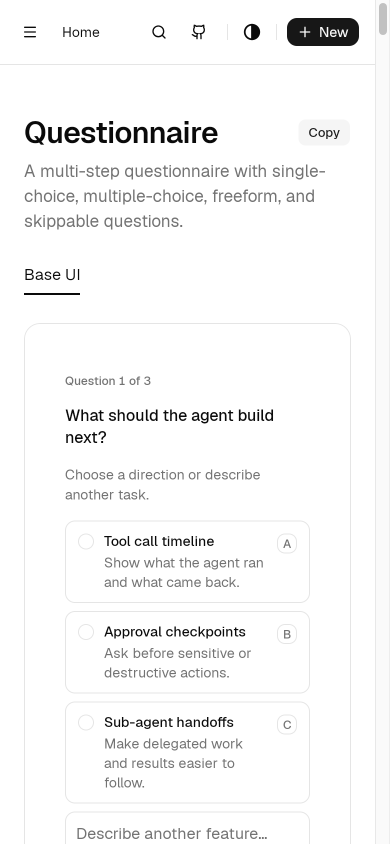 Home
New
Questionnaire
Copy
A multi-step questionnaire with single-
choice, multiple-choice, freeform, and
skippable questions.
Base UI
Question 1 of 3
What should the agent build
next?
Choose a direction or describe
another task.
Tool call timeline
A
Show what the agent ran
and what came back.
Approval checkpoints
B
Ask before sensitive or
destructive actions.
Sub-agent handoffs
C
Make delegated work
and results easier to
follow.
Describe another feature...